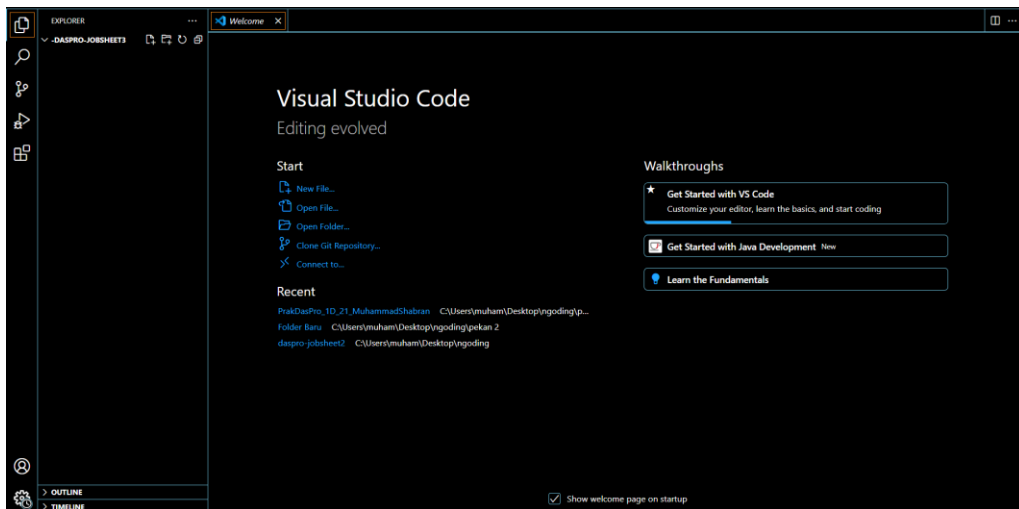 EXPLORER
Welcome
-DASPRO-JOBSHEET3
Visual Studio Code
Editing evolved
Start
New File...
Open File...
Open Folder...
Clone Git Repository...
Connect to...
Recent
PrakDasPro_1D_21_MuhammadShabran C:\Users\muham\Desktop\ngoding\p...
Folder Baru C:\Users\muham\Desktop\ngoding\pekan 2
daspro-jobsheet2 C:\Users\muham\Desktop\ngoding
Walkthroughs
Get Started with VS Code
Customize your editor, learn the basics, and start coding
Get Started with Java Development New
Learn the Fundamentals
OUTLINE
TIMELINE
Show welcome page on startup